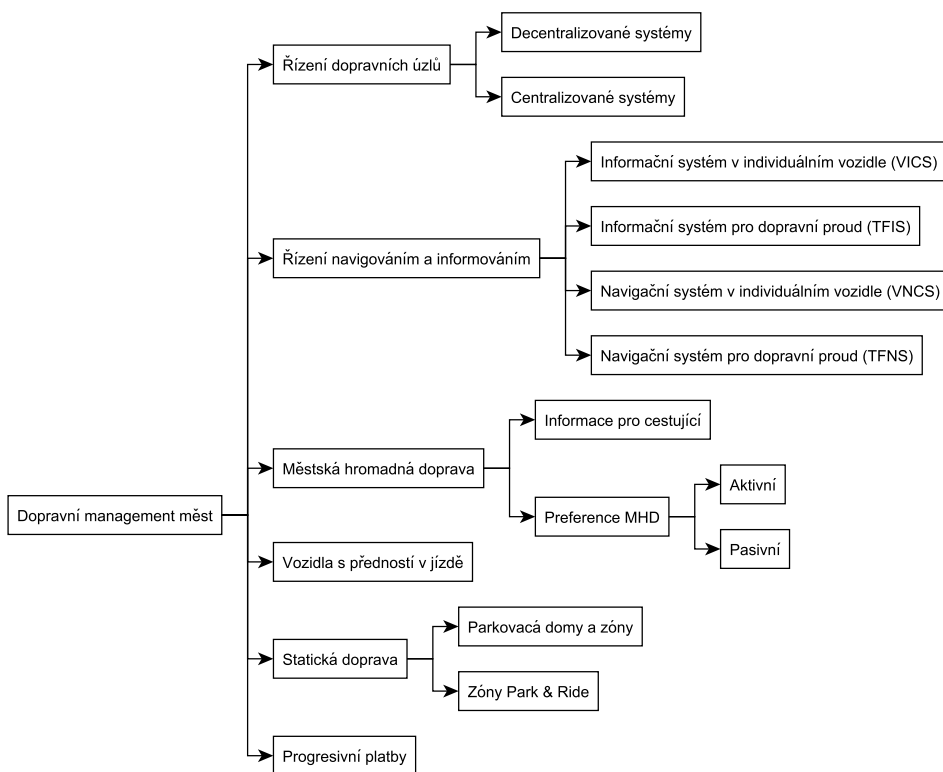 Dopravní management měst
Řízení dopravních úzlů
Decentralizované systémy
Centralizované systémy
Řízení navigováním a informováním
Informační systém v individuálním vozidle (VICS)
Informační systém pro dopravní proud (TFIS)
Navigační systém v individuálním vozidle (VNCS)
Navigační systém pro dopravní proud (TFNS)
Městská hromadná doprava
Informace pro cestující
Preference MHD
Aktivní
Pasivní
Vozidla s předností v jízdě
Statická doprava
Parkovacá domy a zóny
Zóny Park & Ride
Progresivní platby